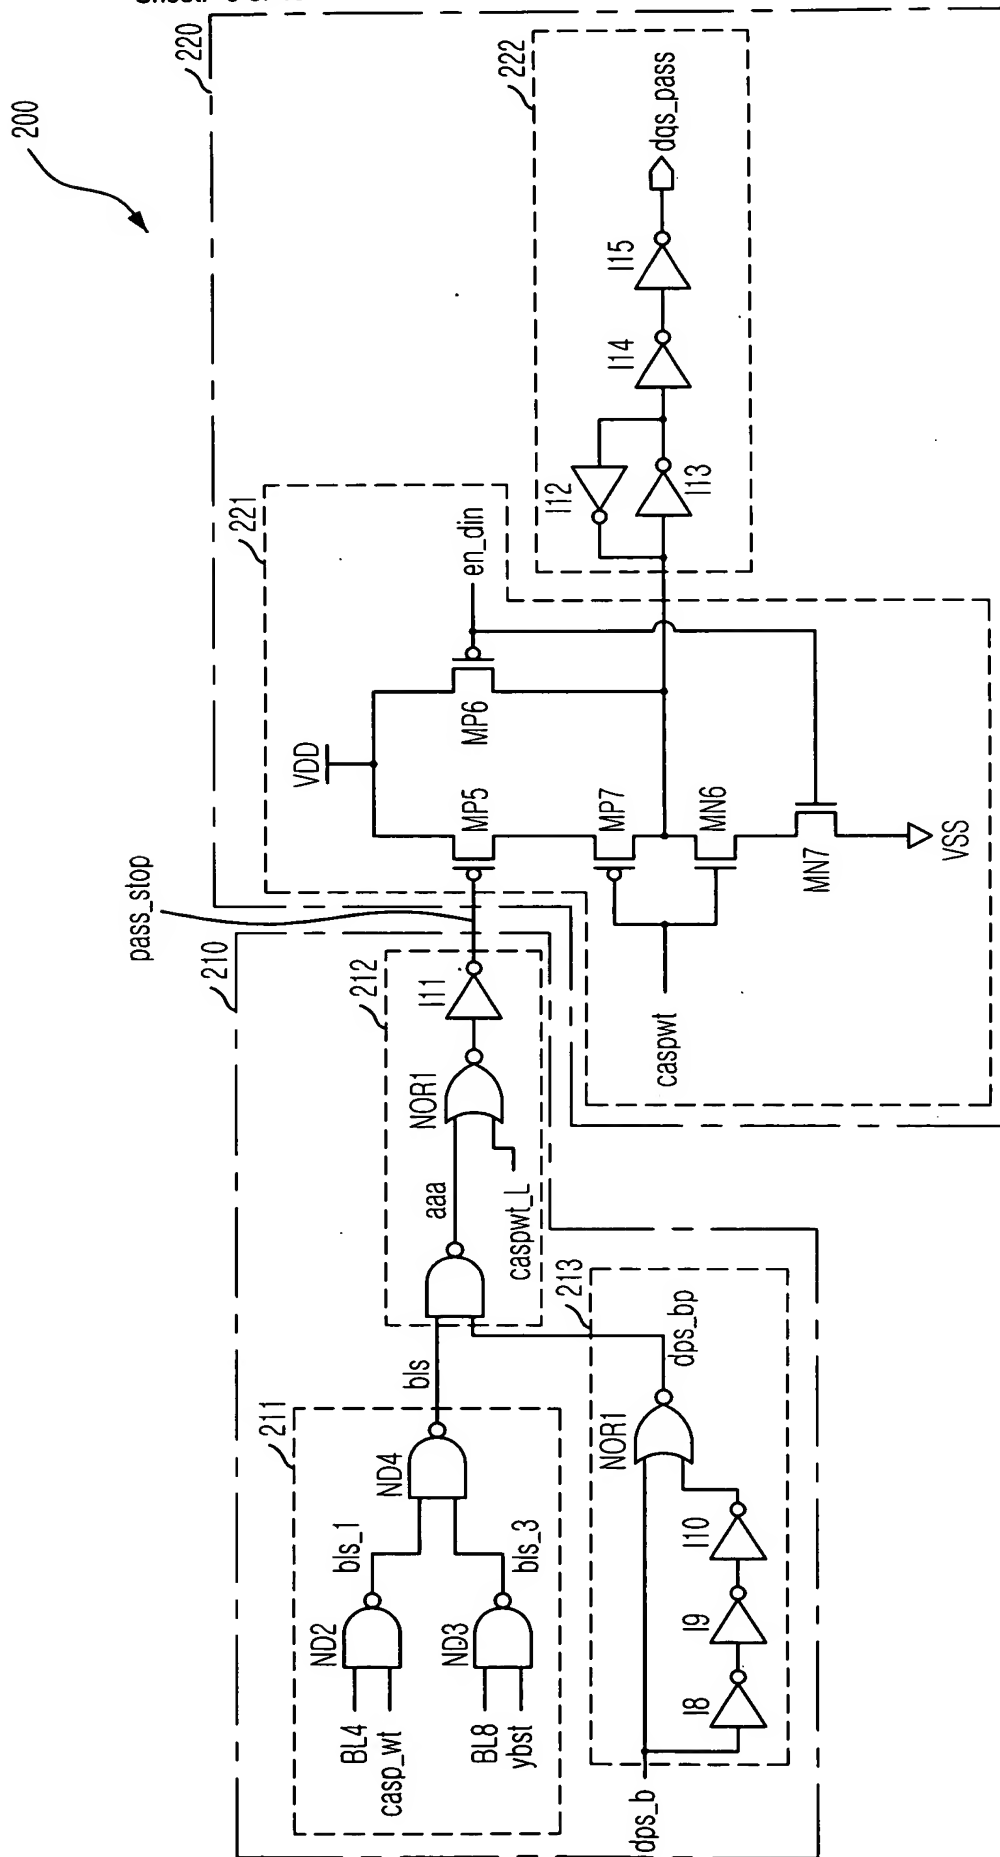 200
220
222
dqs_pass
I15
I14
I12
I13
221
en_din
VDD
MP6
MP5
MP7
MN6
MN7
VSS
caspwt
pass_stop
210
212
I11
NOR1
aaa
caspwt_L
213
bls
dps_bp
211
ND4
NOR1
bls_1
bls_3
I10
ND2
ND3
I9
I8
BL4
casp_wt
BL8
ybst
dps_b